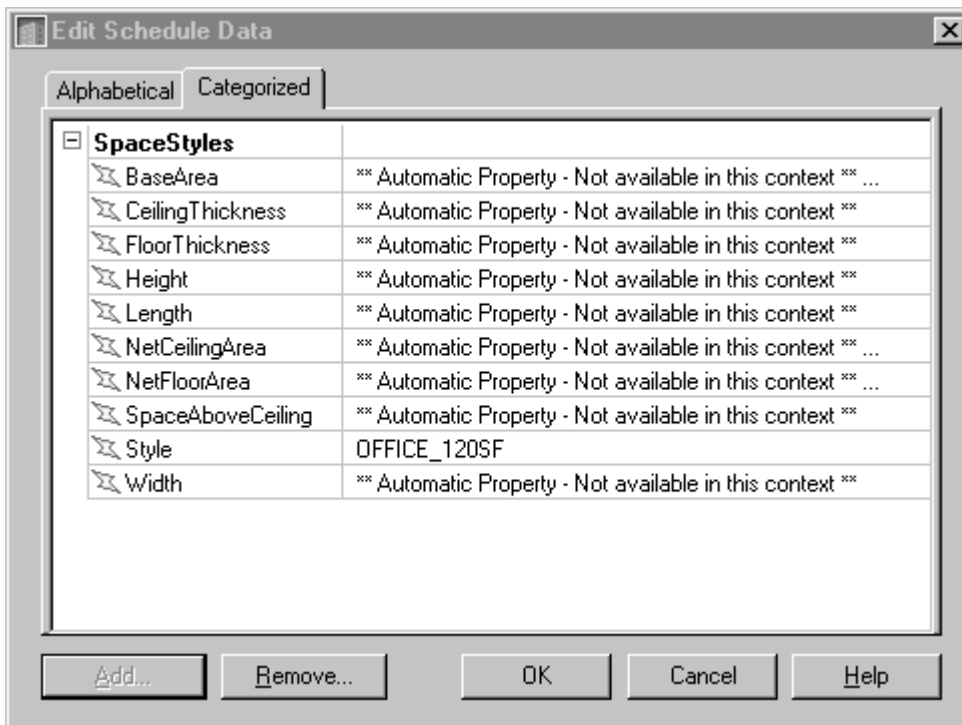 Edit Schedule Data
Alphabetical Categorized
SpaceStyles
BaseArea ** Automatic Property - Not available in this context ** ...
CeilingThickness ** Automatic Property - Not available in this context **
FloorThickness ** Automatic Property - Not available in this context **
Height ** Automatic Property - Not available in this context **
Length ** Automatic Property - Not available in this context **
NetCeilingArea ** Automatic Property - Not available in this context ** ...
NetFloorArea ** Automatic Property - Not available in this context ** ...
SpaceAboveCeiling ** Automatic Property - Not available in this context **
Style OFFICE_120SF
Width ** Automatic Property - Not available in this context **
Add... Remove... OK Cancel Help